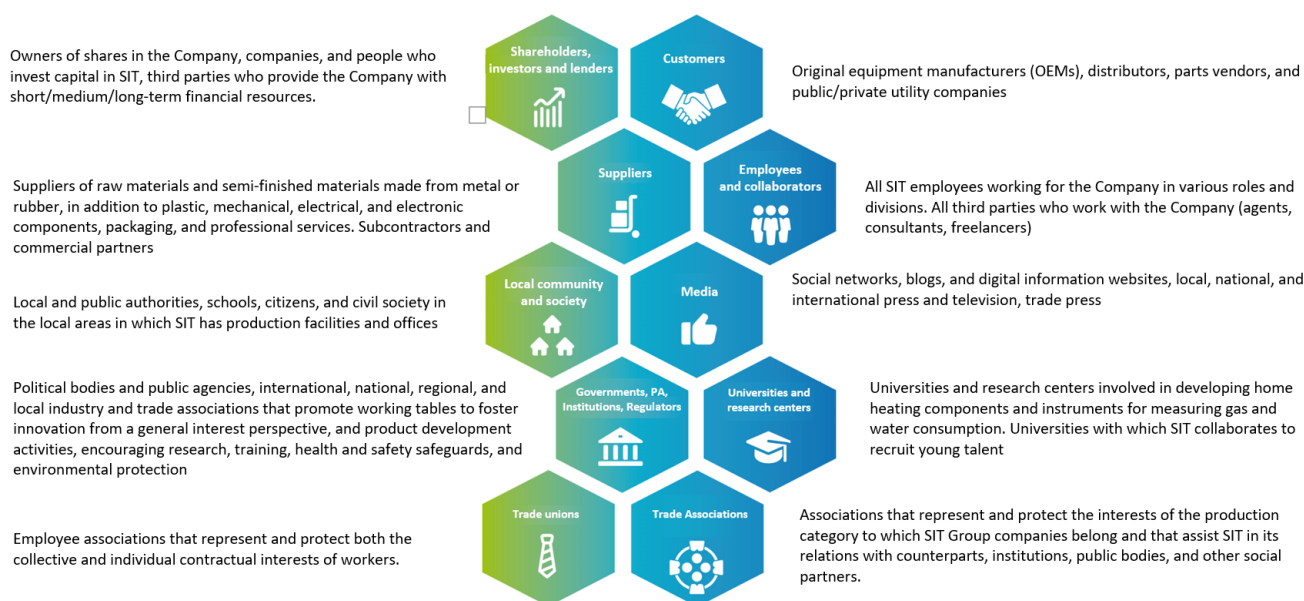 Shareholders,
investors and lenders
Owners of shares in the Company, companies, and people who
invest capital in SIT, third parties who provide the Company with
short/medium/long-term financial resources.
Customers
Original equipment manufacturers (OEMs), distributors, parts vendors, and
public/private utility companies
Suppliers
Suppliers of raw materials and semi-finished materials made from metal or
rubber, in addition to plastic, mechanical, electrical, and electronic
components, packaging, and professional services. Subcontractors and
commercial partners
Employees
and collaborators
All SIT employees working for the Company in various roles and
divisions. All third parties who work with the Company (agents,
consultants, freelancers)
Local community
and society
Local and public authorities, schools, citizens, and civil society in
the local areas in which SIT has production facilities and offices
Media
Social networks, blogs, and digital information websites, local, national, and
international press and television, trade press
Governments, PA,
Institutions, Regulators
Political bodies and public agencies, international, national, regional, and
local industry and trade associations that promote working tables to foster
innovation from a general interest perspective, and product development
activities, encouraging research, training, health and safety safeguards, and
environmental protection
Universities and
research centers
Universities and research centers involved in developing home
heating components and instruments for measuring gas and
water consumption. Universities with which SIT collaborates to
recruit young talent
Trade unions
Employee associations that represent and protect both the
collective and individual contractual interests of workers.
Trade Associations
Associations that represent and protect the interests of the production
category to which SIT Group companies belong and that assist SIT in its
relations with counterparts, institutions, public bodies, and other social
partners.